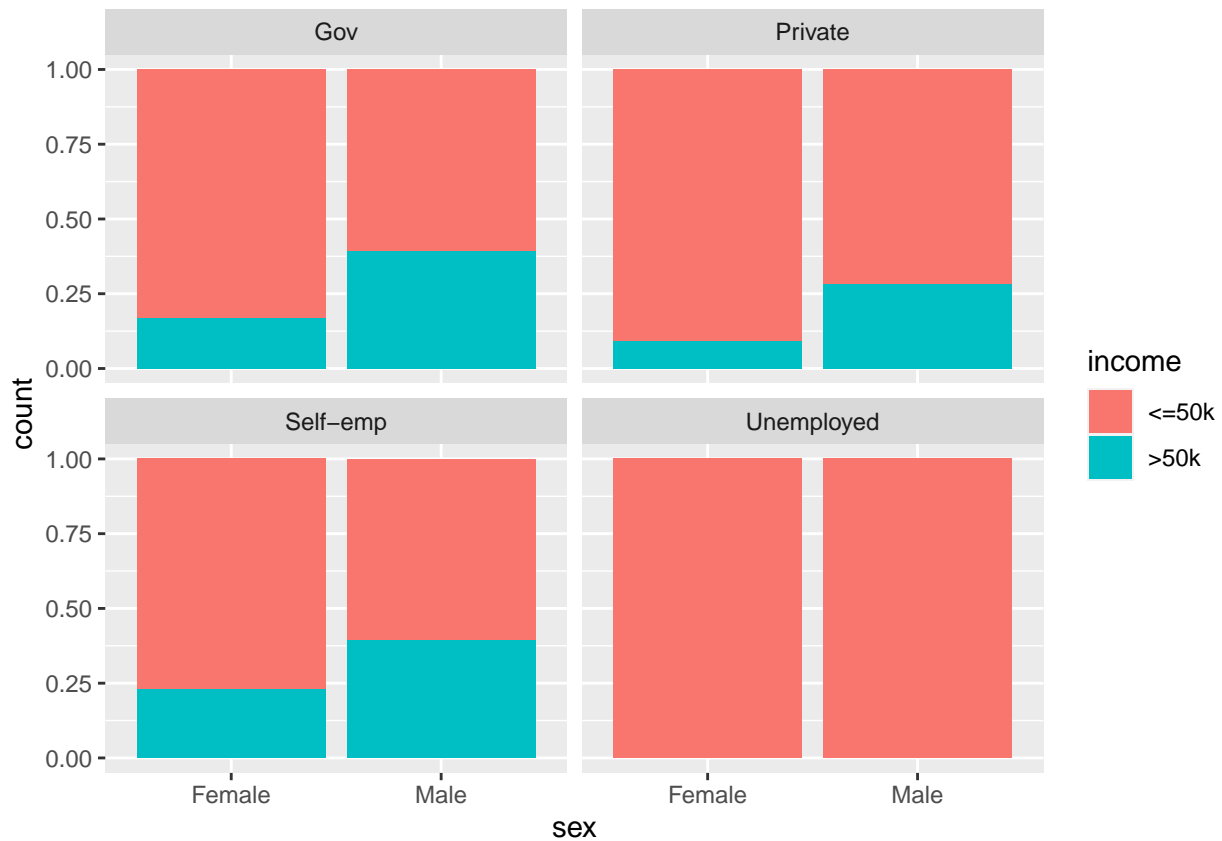 Gov
Private
1.00
0.75
0.50
0.25
0.00
Self−emp
Unemployed
1.00
0.75
0.50
0.25
0.00
Female
Male
Female
Male
sex
count
income
<=50k
>50k